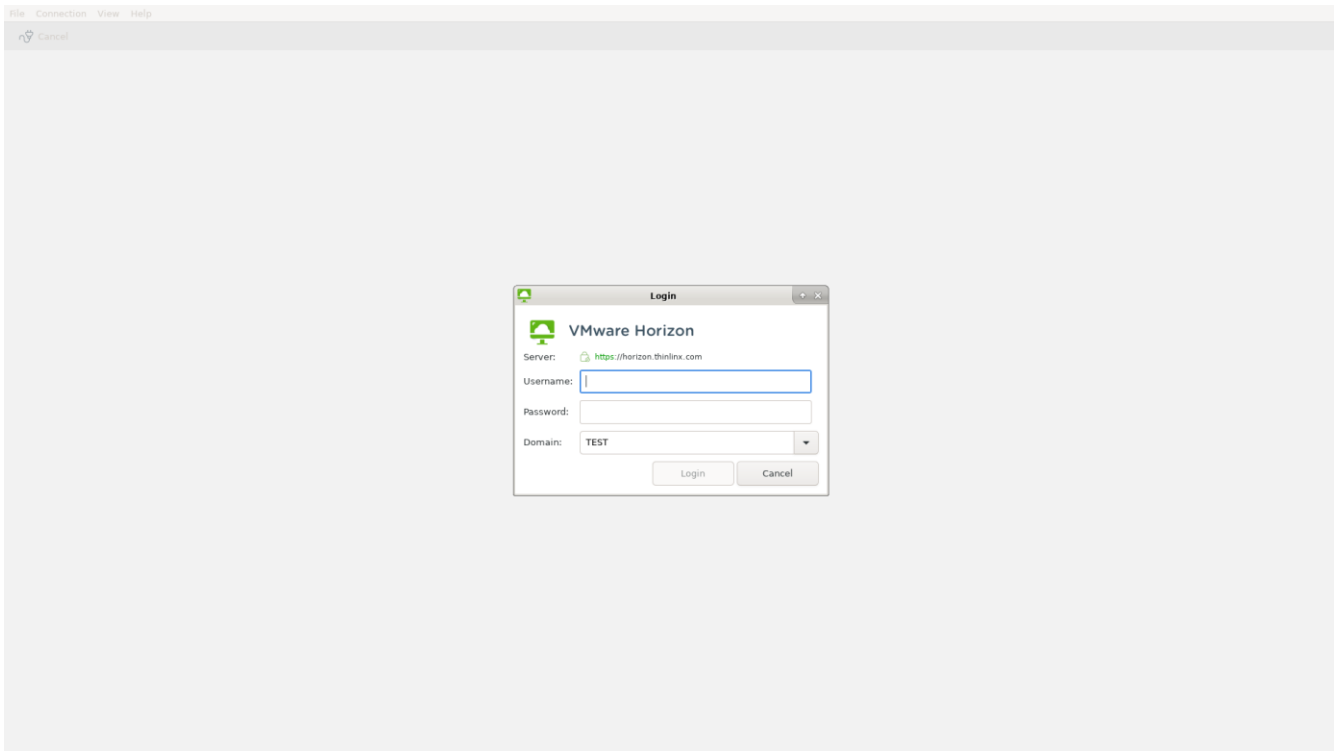 File Connection View Help
Cancel
Login
VMware Horizon
Server: https://horizon.thinlinx.com
Username:
Password:
Domain: TEST
Login Cancel